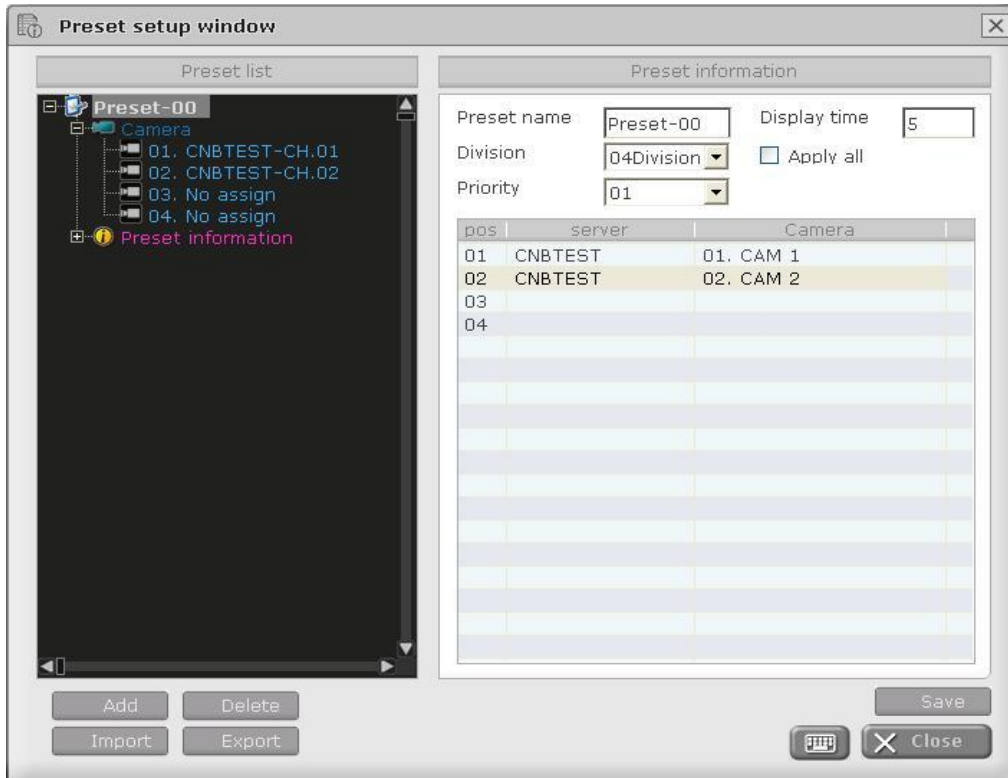 Preset setup window
Preset list
Preset-00
Camera
01. CNBTEST-CH.01
02. CNBTEST-CH.02
03. No assign
04. No assign
Preset information
Add Delete
Import Export
Preset information
Preset name Preset-00 Display time 5
Division 04Division Apply all
Priority 01
pos server Camera
01 CNBTEST 01. CAM 1
02 CNBTEST 02. CAM 2
03
04
Save
Close